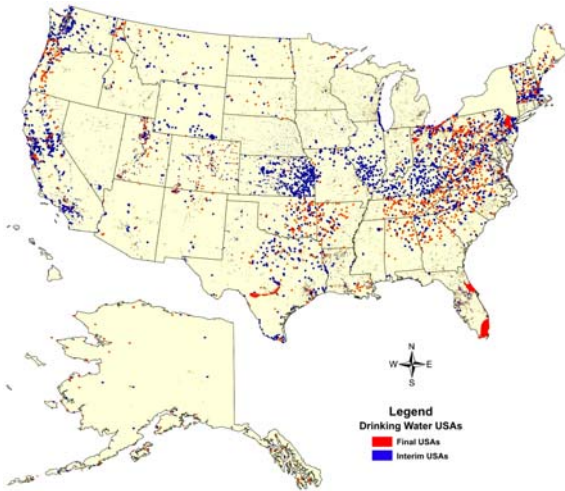 N
W E
S
Legend
Drinking Water USAs
Final USAs
Interim USAs